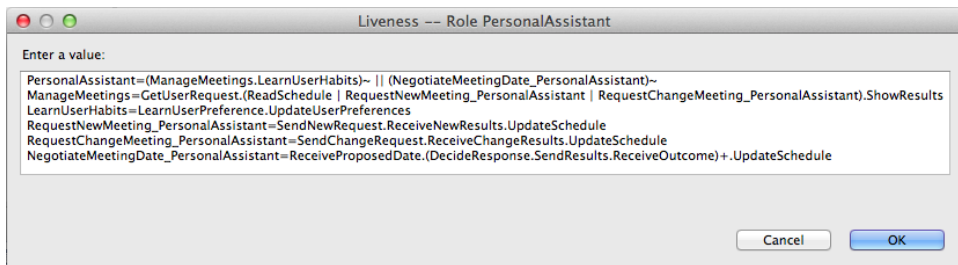 Liveness -- Role PersonalAssistant
Enter a value:
PersonalAssistant=(ManageMeetings.LearnUserHabits)~ || (NegotiateMeetingDate_PersonalAssistant)~
ManageMeetings=GetUserRequest.(ReadSchedule | RequestNewMeeting_PersonalAssistant | RequestChangeMeeting_PersonalAssistant).ShowResults
LearnUserHabits=LearnUserPreference.UpdateUserPreferences
RequestNewMeeting_PersonalAssistant=SendNewRequest.ReceiveNewResults.UpdateSchedule
RequestChangeMeeting_PersonalAssistant=SendChangeRequest.ReceiveChangeResults.UpdateSchedule
NegotiateMeetingDate_PersonalAssistant=ReceiveProposedDate.(DecideResponse.SendResults.ReceiveOutcome)+.UpdateSchedule
Cancel OK